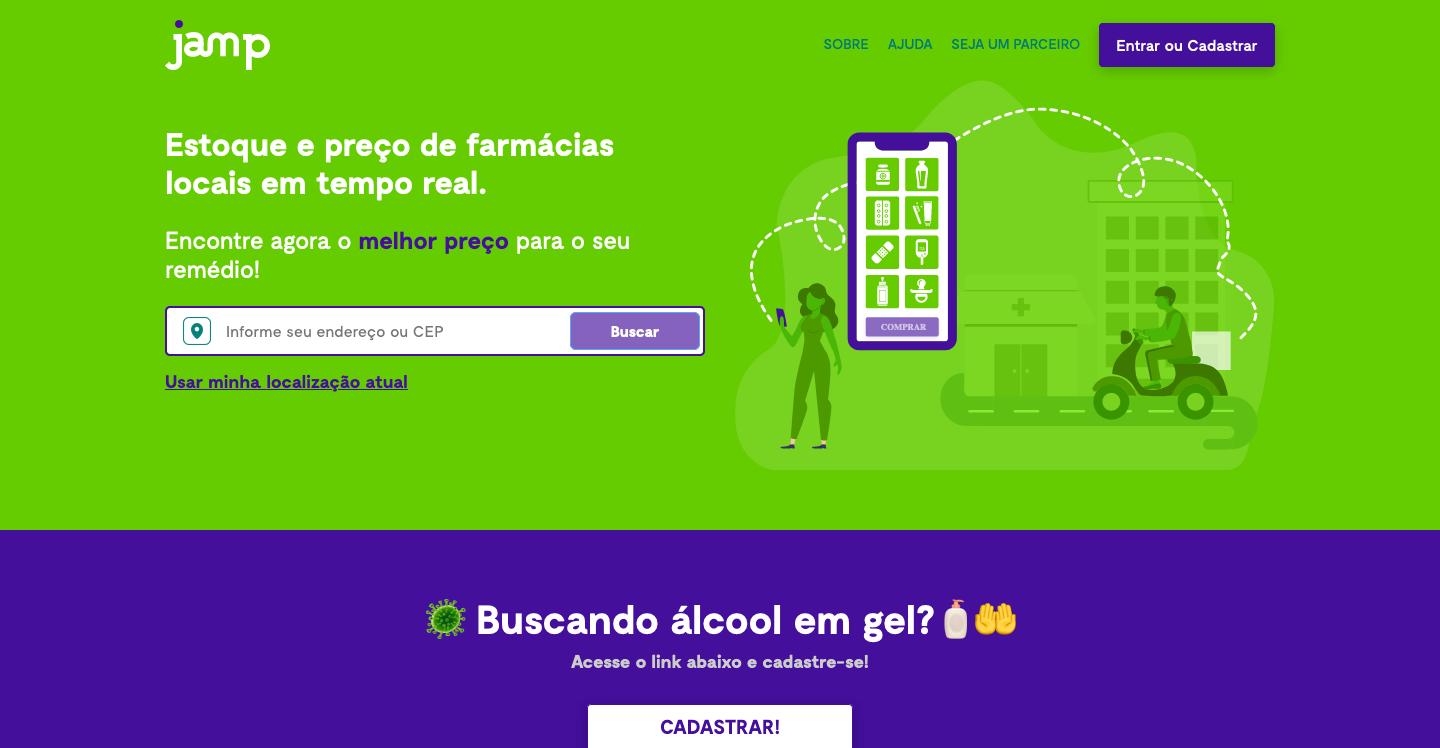 jamp
SOBRE AJUDA SEJA UM PARCEIRO Entrar ou Cadastrar
Estoque e preço de farmácias
locais em tempo real.
Encontre agora o melhor preço para o seu
remédio!
Informe seu endereço ou CEP Buscar
Usar minha localização atual
COMPRAR
Buscando álcool em gel?
Acesse o link abaixo e cadastre-se!
CADASTRAR!